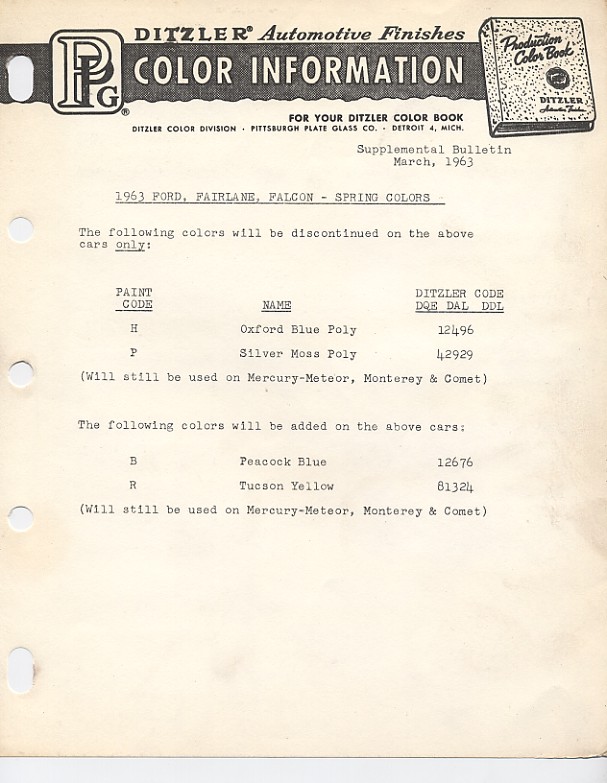 PPG® DITZLER® Automotive Finishes
COLOR INFORMATION
Production
Color Book
DITZLER
Automotive Finishes
FOR YOUR DITZLER COLOR BOOK
DITZLER COLOR DIVISION · PITTSBURGH PLATE GLASS CO. · DETROIT 4, MICH.
Supplemental Bulletin
March, 1963
1963 FORD, FAIRLANE, FALCON - SPRING COLORS -
The following colors will be discontinued on the above
cars only:
PAINT DITZLER CODE
CODE NAME DQE DAL DDL
H Oxford Blue Poly 12496
P Silver Moss Poly 42929
(Will still be used on Mercury-Meteor, Monterey & Comet)
The following colors will be added on the above cars:
B Peacock Blue 12676
R Tucson Yellow 81324
(Will still be used on Mercury-Meteor, Monterey & Comet)